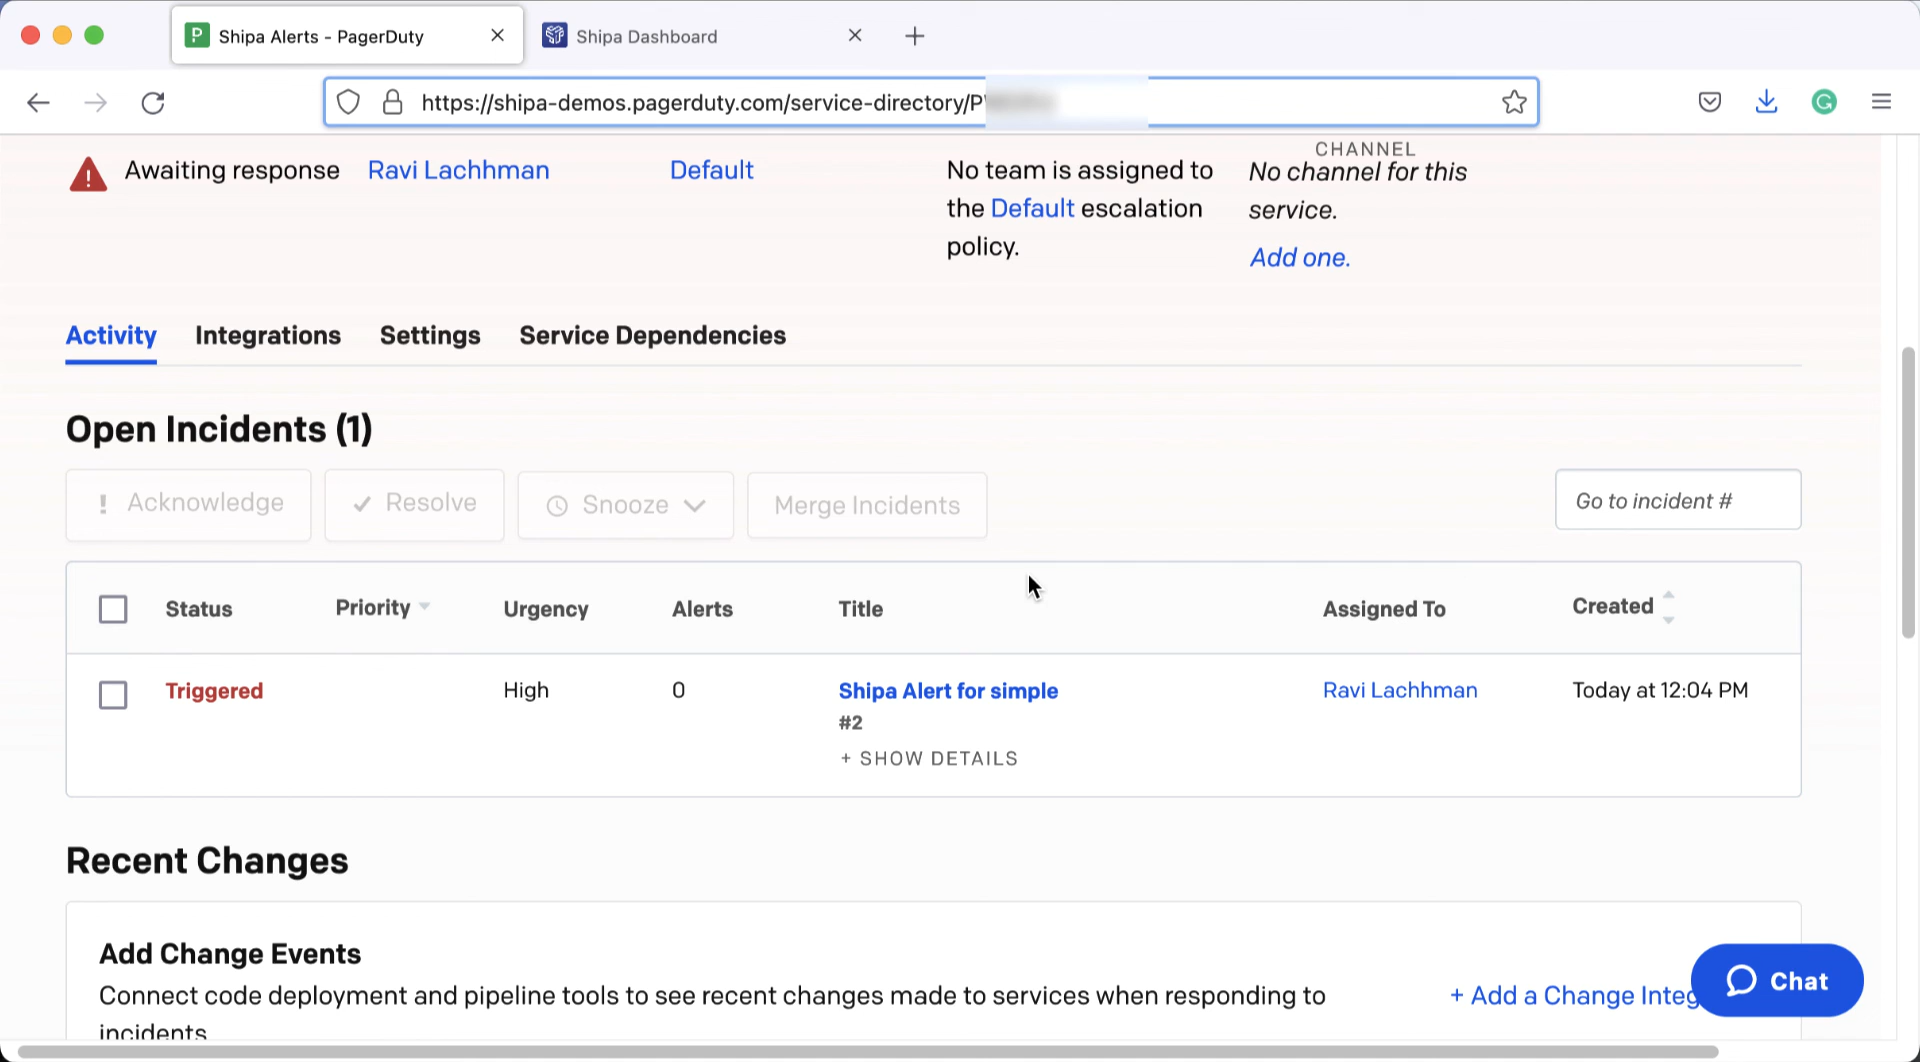 Shipa Alerts - PagerDuty
Shipa Dashboard
https://shipa-demos.pagerduty.com/service-directory/P
CHANNEL
Awaiting response
Ravi Lachhman
Default
No team is assigned to
the Default escalation
policy.
No channel for this
service.
Add one.
Activity
Integrations
Settings
Service Dependencies
Open Incidents (1)
! Acknowledge
Resolve
Snooze
Merge Incidents
Go to incident #
Status
Priority
Urgency
Alerts
Title
Assigned To
Created
Triggered
High
0
Shipa Alert for simple
#2
+ SHOW DETAILS
Ravi Lachhman
Today at 12:04 PM
Recent Changes
Add Change Events
Connect code deployment and pipeline tools to see recent changes made to services when responding to
incidents
+ Add a Change Integ
Chat